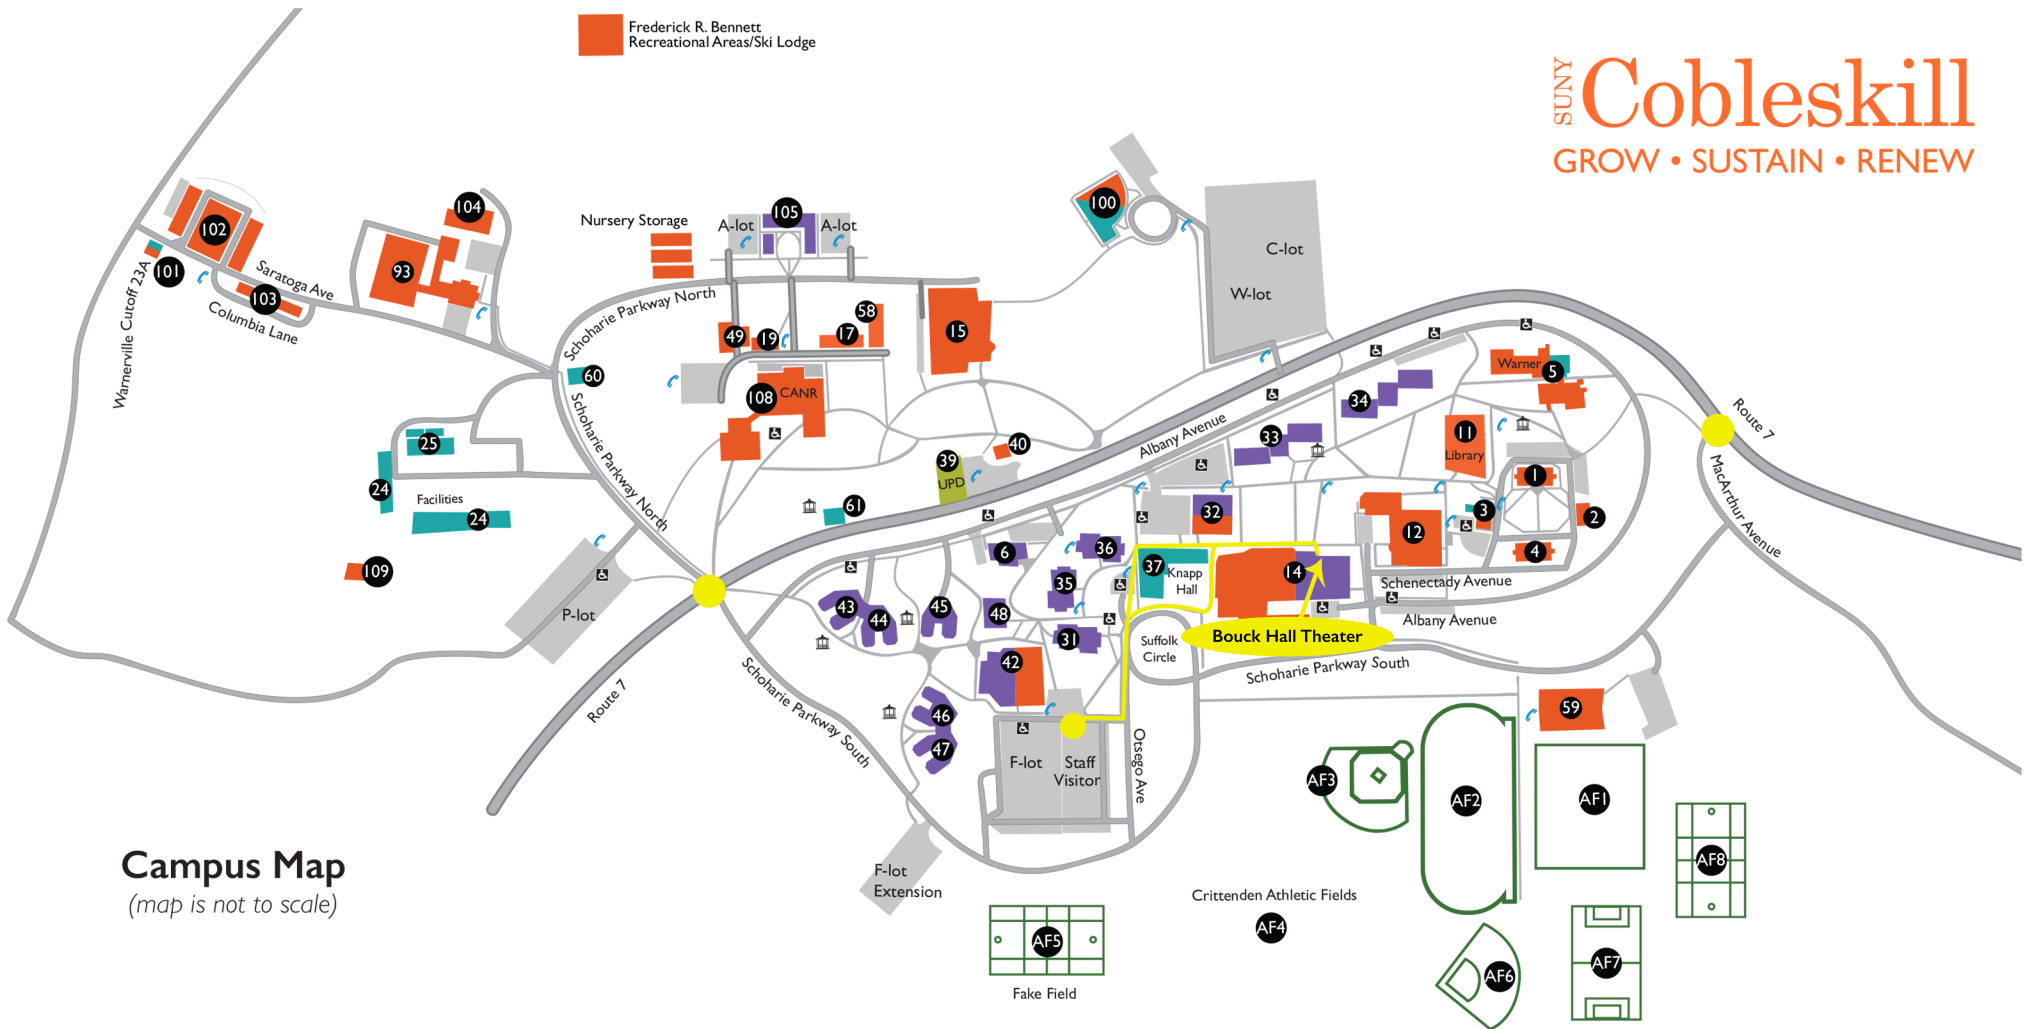 Frederick R. Bennett
Recreational Areas/Ski Lodge
SUNY
Cobleskill
GROW • SUSTAIN • RENEW
100
104
102
105
A-lot
A-lot
Nursery Storage
C-lot
W-lot
101
Warnerville Cutoff 23A
Saratoga Ave
103
Columbia Lane
93
Schoharie Parkway North
49
19
17
58
15
60
Schoharie Parkway North
108
CANR
25
24
Facilities
24
109
P-lot
40
39
UPD
61
Albany Avenue
34
33
Warner
5
11
Library
1
2
3
4
12
Route 7
MacArthur Avenue
32
6
36
35
37
Knapp
Hall
14
Schenectady Avenue
Albany Avenue
43
44
45
48
31
42
Suffolk
Circle
Bouck Hall Theater
Schoharie Parkway South
Route 7
Schoharie Parkway South
46
47
F-lot
Staff
Visitor
Otsego Ave
59
AF3
AF2
AF1
AF8
Campus Map
(map is not to scale)
F-lot
Extension
Crittenden Athletic Fields
AF4
AF5
Fake Field
AF6
AF7